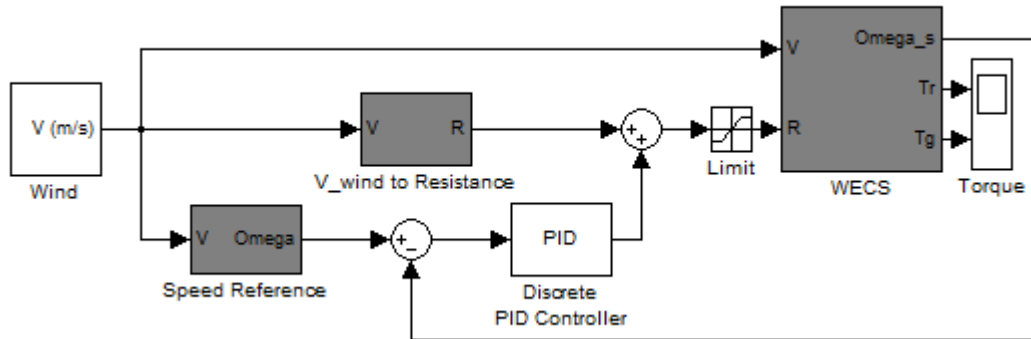 V (m/s)
Wind
V R
V_wind to Resistance
V Omega
Speed Reference
+
+
+
−
PID
Discrete
PID Controller
Limit
V
R
Omega_s
Tr
Tg
WECS
Torque